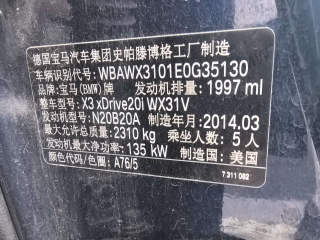 德国宝马汽车集团史帕滕博格工厂制造
车辆识别代号: WBAWX3101E0G35130
品牌: 宝马(BMW)牌 发动机排量: 1997 ml
整车型号: X3 xDrive20i WX31V
发动机型号: N20B20A 制造年月: 2014.03
最大允许总质量: 2310 kg 乘坐人数: 5 人
发动机最大净功率: 135 kW 制造国: 美国
颜色代码/色圈: A76/5
7 311 082